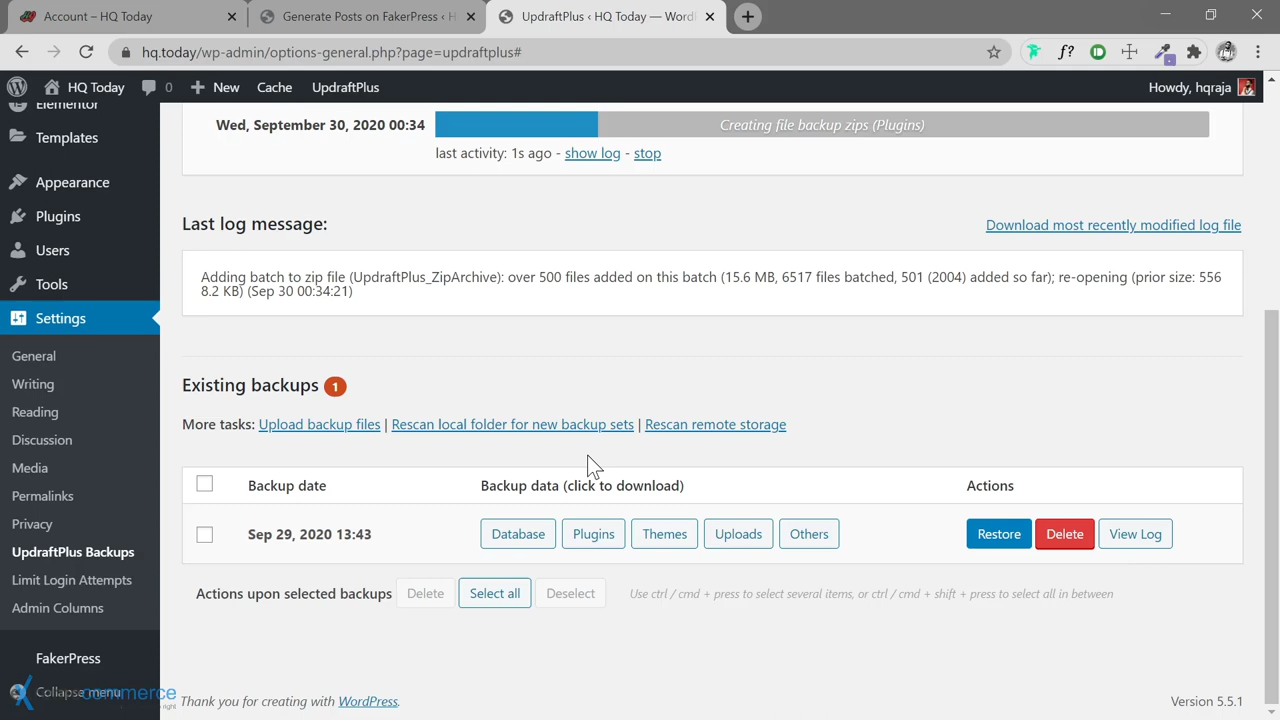 Account – HQ Today
Generate Posts on FakerPress ‹ H
UpdraftPlus ‹ HQ Today — WordP
hq.today/wp-admin/options-general.php?page=updraftplus#
HQ Today
0
New
Cache
UpdraftPlus
Howdy, hqraja
Elementor
Templates
Appearance
Plugins
Users
Tools
Settings
General
Writing
Reading
Discussion
Media
Permalinks
Privacy
UpdraftPlus Backups
Limit Login Attempts
Admin Columns
FakerPress
Collapse menu
commerce
Wed, September 30, 2020 00:34
Creating file backup zips (Plugins)
last activity: 1s ago - show log - stop
Last log message:
Download most recently modified log file
Adding batch to zip file (UpdraftPlus_ZipArchive): over 500 files added on this batch (15.6 MB, 6517 files batched, 501 (2004) added so far); re-opening (prior size: 556
8.2 KB) (Sep 30 00:34:21)
Existing backups 1
More tasks: Upload backup files | Rescan local folder for new backup sets | Rescan remote storage
Backup date
Backup data (click to download)
Actions
Sep 29, 2020 13:43
Database
Plugins
Themes
Uploads
Others
Restore
Delete
View Log
Actions upon selected backups
Delete
Select all
Deselect
Use ctrl / cmd + press to select several items, or ctrl / cmd + shift + press to select all in between
Thank you for creating with WordPress.
Version 5.5.1